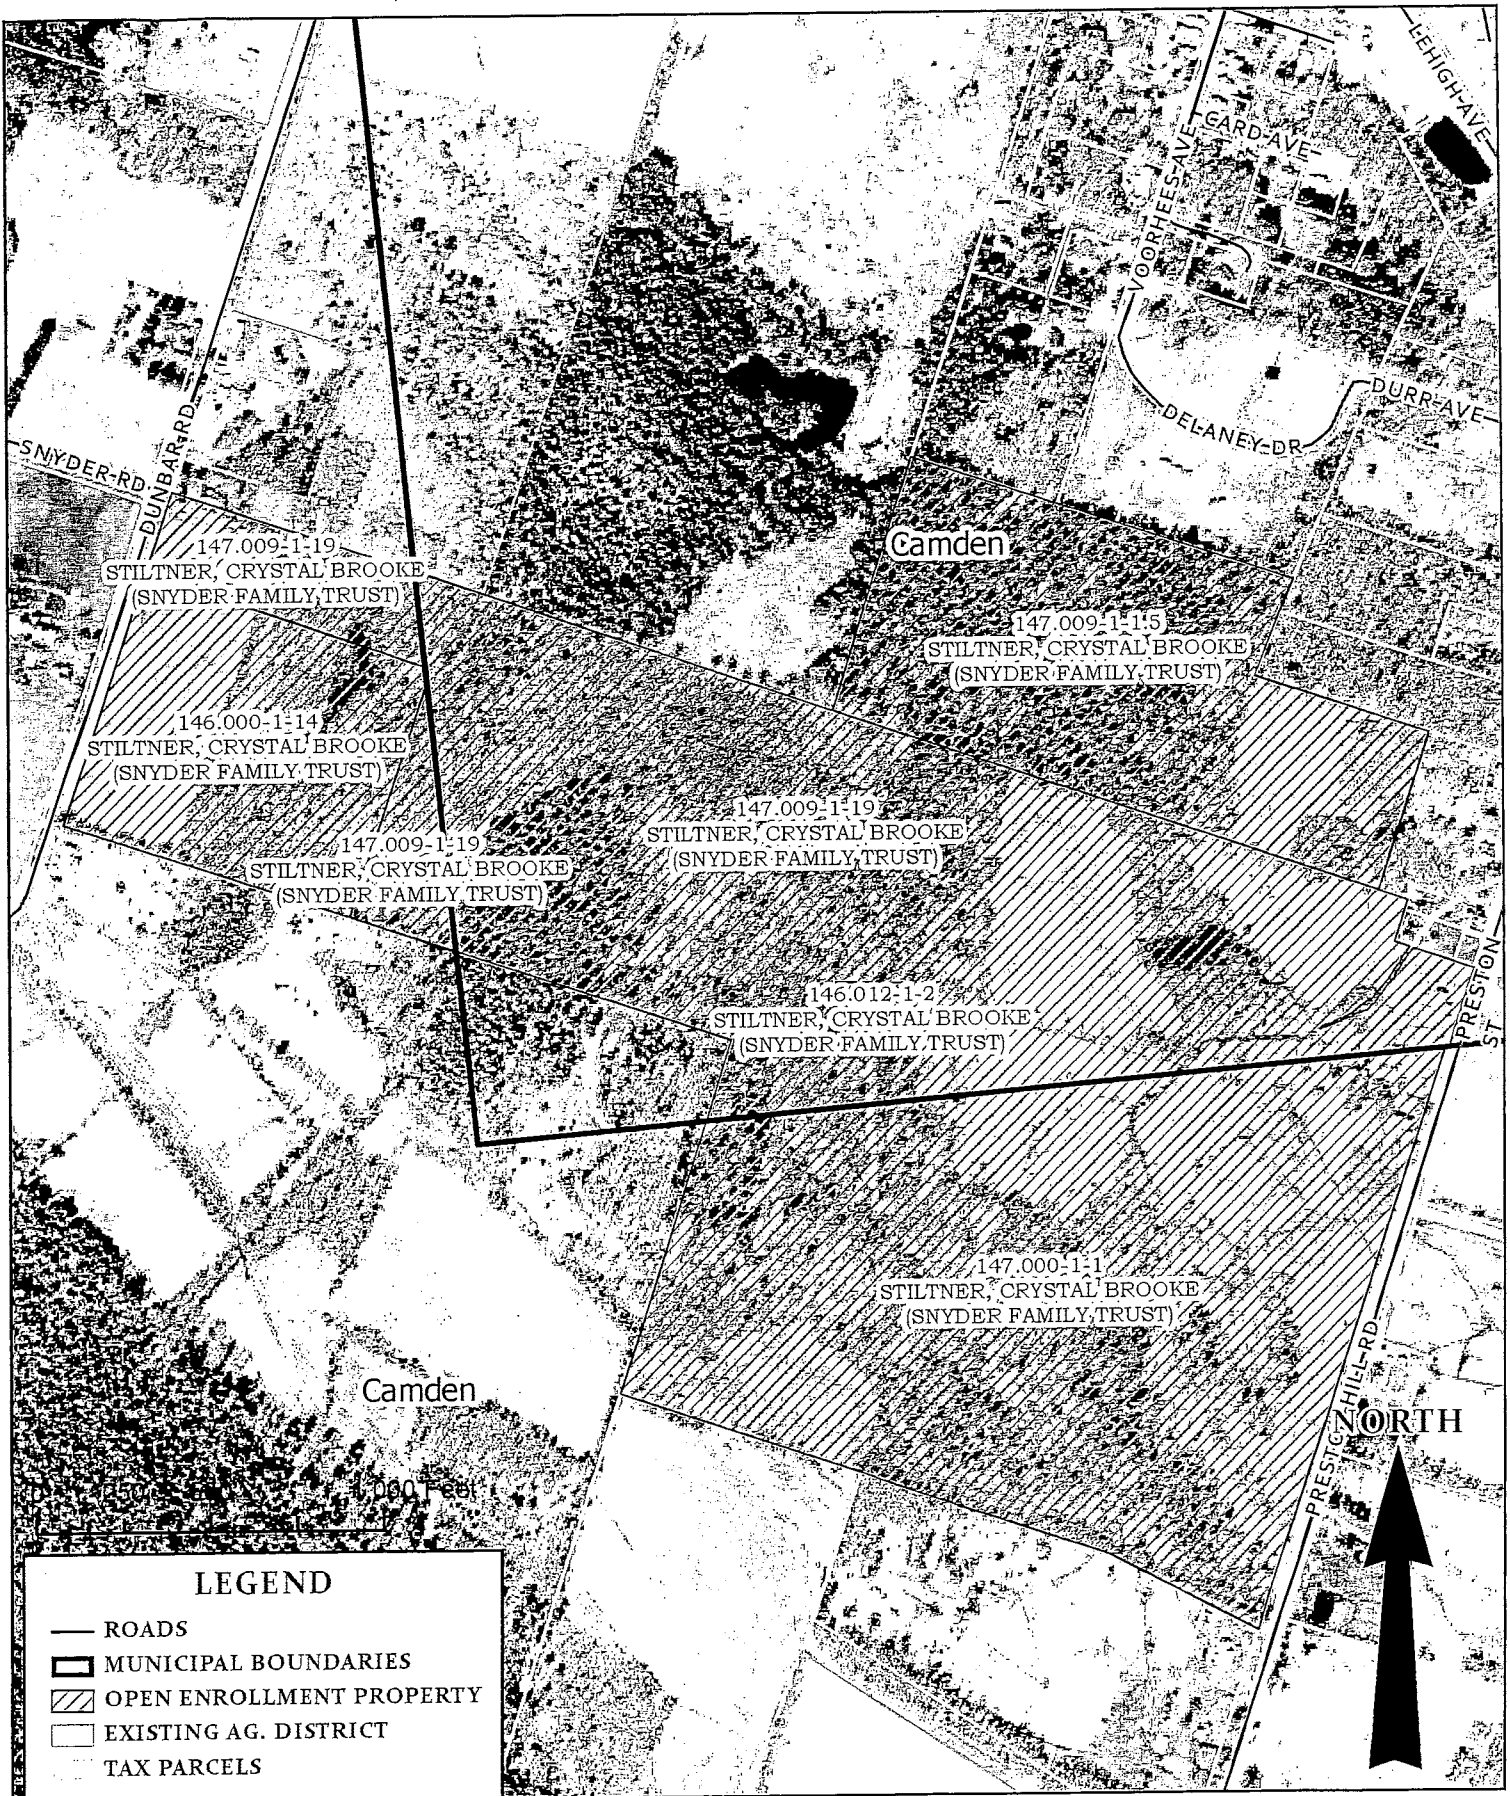 LEHIGH-AVE
CARD-AVE
VOORHEES-AVE
DURR-AVE
DELANEY-DR
SNYDER-RD
DUNBAR-RD
Camden
147.009-1-19
STILTNER, CRYSTAL BROOKE
(SNYDER FAMILY TRUST)
147.009-1-1.5
STILTNER, CRYSTAL BROOKE
(SNYDER FAMILY TRUST)
146.000-1-14
STILTNER, CRYSTAL BROOKE
(SNYDER FAMILY TRUST)
147.009-1-19
STILTNER, CRYSTAL BROOKE
(SNYDER FAMILY TRUST)
147.009-1-19
STILTNER, CRYSTAL BROOKE
(SNYDER FAMILY TRUST)
146.012-1-2
STILTNER, CRYSTAL BROOKE
(SNYDER FAMILY TRUST)
PRESTON
ST
147.000-1-1
STILTNER, CRYSTAL BROOKE
(SNYDER FAMILY TRUST)
Camden
HILL-RD
NORTH
Feet
LEGEND
ROADS
MUNICIPAL BOUNDARIES
OPEN ENROLLMENT PROPERTY
EXISTING AG. DISTRICT
TAX PARCELS